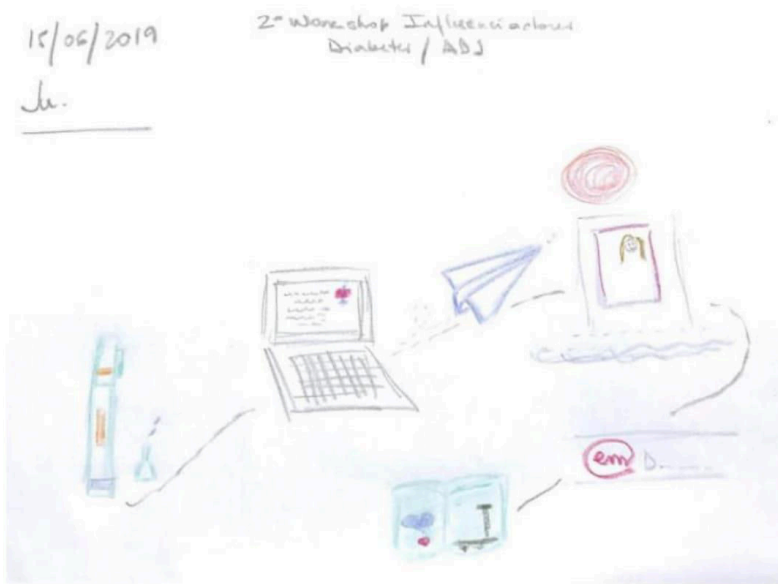 15/06/2019
2º Workshop Influenciadores
Diabetes / ADJ
Ju.
em D